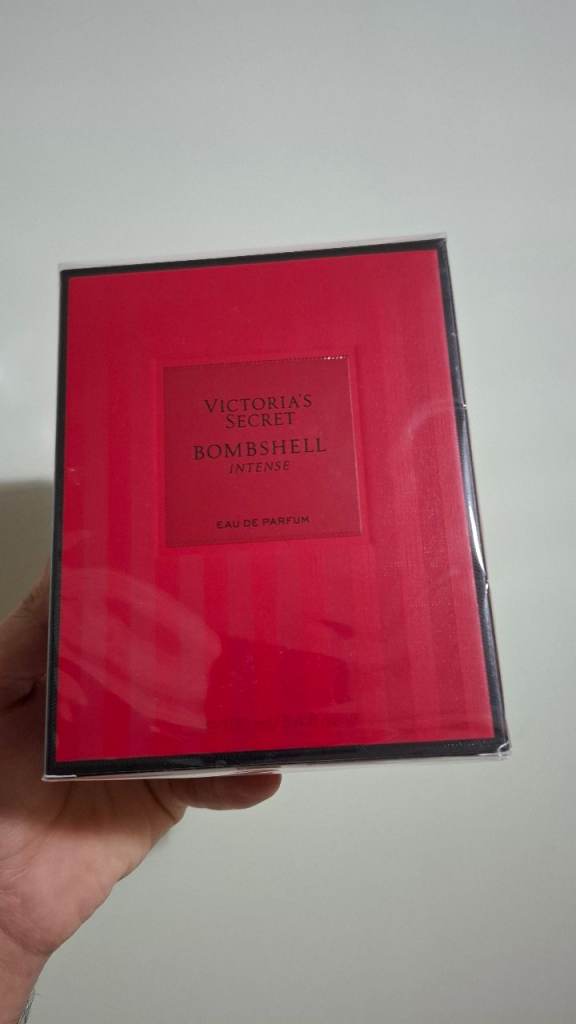 VICTORIA'S
SECRET
BOMBSHELL
INTENSE
EAU DE PARFUM